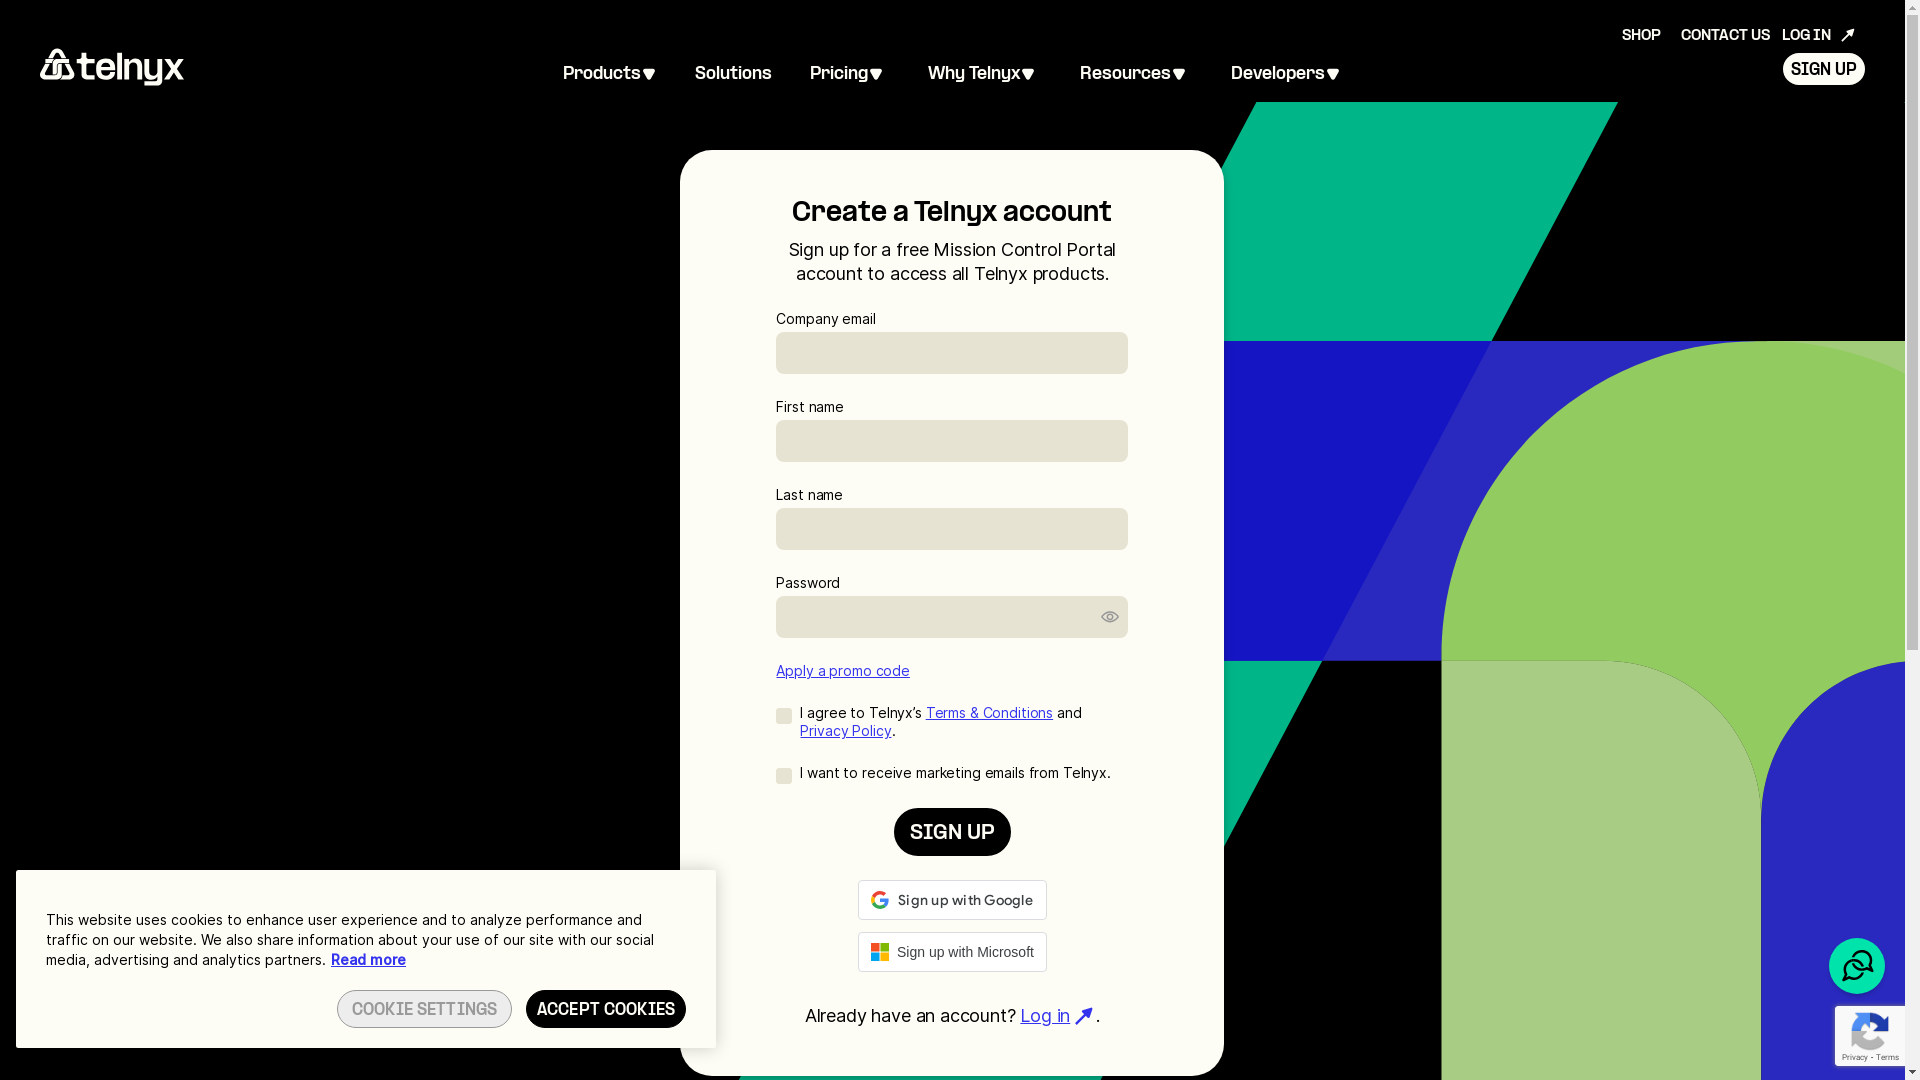 SHOP CONTACT US LOG IN
telnyx Products Solutions Pricing Why Telnyx Resources Developers SIGN UP
Create a Telnyx account
Sign up for a free Mission Control Portal
account to access all Telnyx products.
Company email
First name
Last name
Password
Apply a promo code
I agree to Telnyx’s Terms & Conditions and
Privacy Policy.
I want to receive marketing emails from Telnyx.
SIGN UP
Sign up with Google
Sign up with Microsoft
Already have an account? Log in .
This website uses cookies to enhance user experience and to analyze performance and
traffic on our website. We also share information about your use of our site with our social
media, advertising and analytics partners. Read more
COOKIE SETTINGS ACCEPT COOKIES
Privacy - Terms